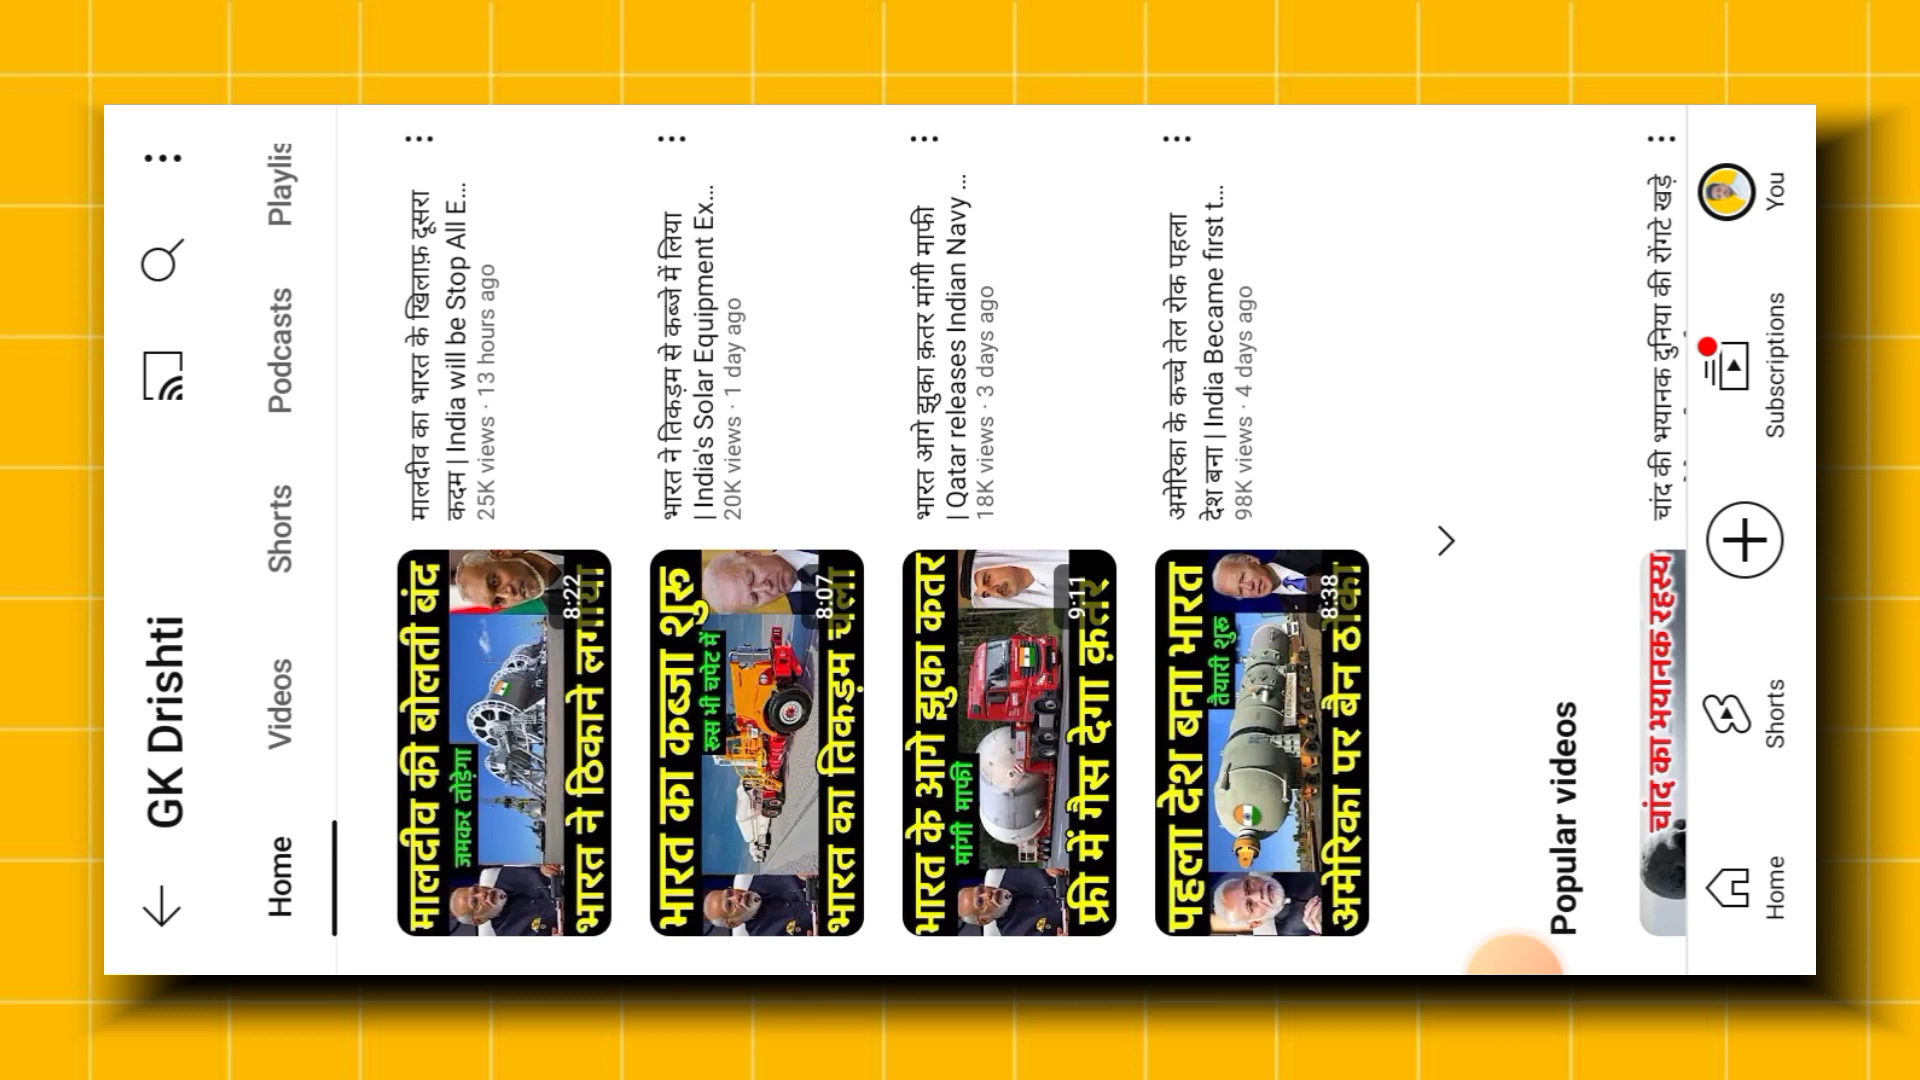 GK Drishti
Home
Videos
Shorts
Podcasts
Playlis
मालदीव की बोलती बंद
जमकर तोड़ेगा
भारत ने ठिकाने लगाया
8:22
मालदीव का भारत के खिलाफ़ दूसरा
कदम | India will be Stop All E...
25K views · 13 hours ago
भारत का कब्जा शुरु
रुस भी चपेट में
भारत का तिकड़म चला
8:07
भारत ने तिकड़म से कब्जे में लिया
| India's Solar Equipment Ex...
20K views · 1 day ago
भारत के आगे झुका कतर
मांगी माफी
फ्री में गैस देगा क़तर
9:11
भारत आगे झुका क़तर मांगी माफी
| Qatar releases Indian Navy ...
18K views · 3 days ago
पहला देश बना भारत
तैयारी शुरु
अमेरिका पर बैन ठोका
8:38
अमेरिका के कच्चे तेल रोक पहला
देश बना | India Became first t...
98K views · 4 days ago
Popular videos
चांद का भयानक रहस्य
चांद की भयानक दुनिया की रोंगटे खड़े
Home
Shorts
Subscriptions
You